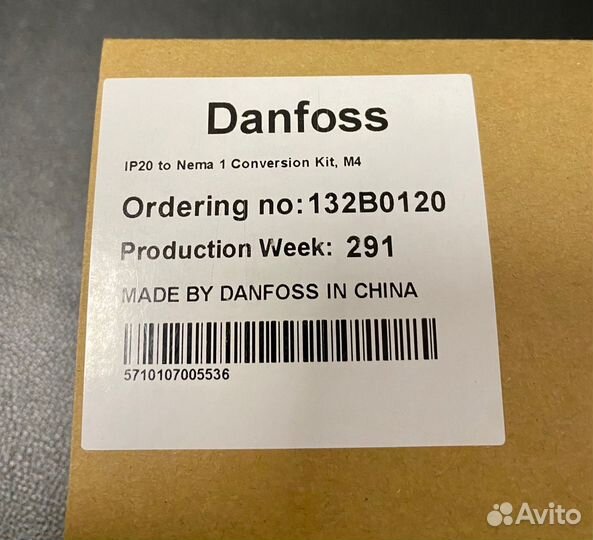 Danfoss
IP20 to Nema 1 Conversion Kit, M4
Ordering no:132B0120
Production Week: 291
MADE BY DANFOSS IN CHINA
5710107005536
Avito